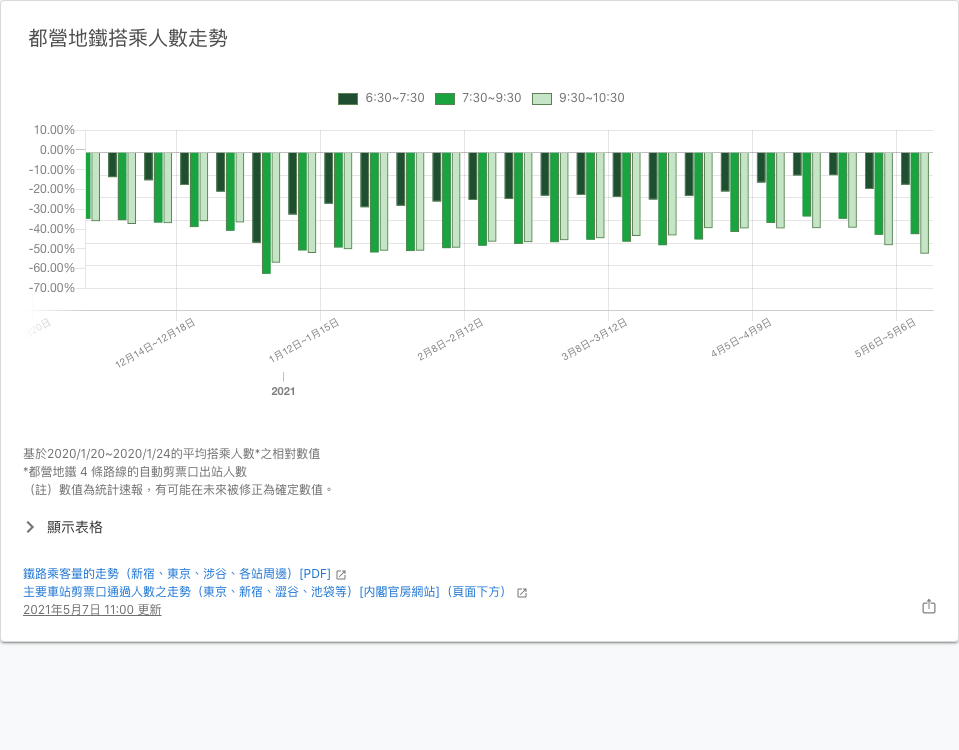 都營地鐵搭乘人數走勢
6:30~7:30 7:30~9:30 9:30~10:30
10.00%
0.00%
-10.00%
-20.00%
-30.00%
-40.00%
-50.00%
-60.00%
-70.00%
20日 12月14日~12月18日 1月12日~1月15日 2月8日~2月12日 3月8日~3月12日 4月5日~4月9日 5月6日~5月6日
2021
基於2020/1/20~2020/1/24的平均搭乘人數*之相對數值
*都營地鐵 4 條路線的自動剪票口出站人數
（註）數值為統計速報，有可能在未來被修正為確定數值。
顯示表格
鐵路乘客量的走勢（新宿、東京、涉谷、各站周邊）[PDF]
主要車站剪票口通過人數之走勢（東京、新宿、澀谷、池袋等）[內閣官房網站]（頁面下方）
2021年5月7日 11:00 更新